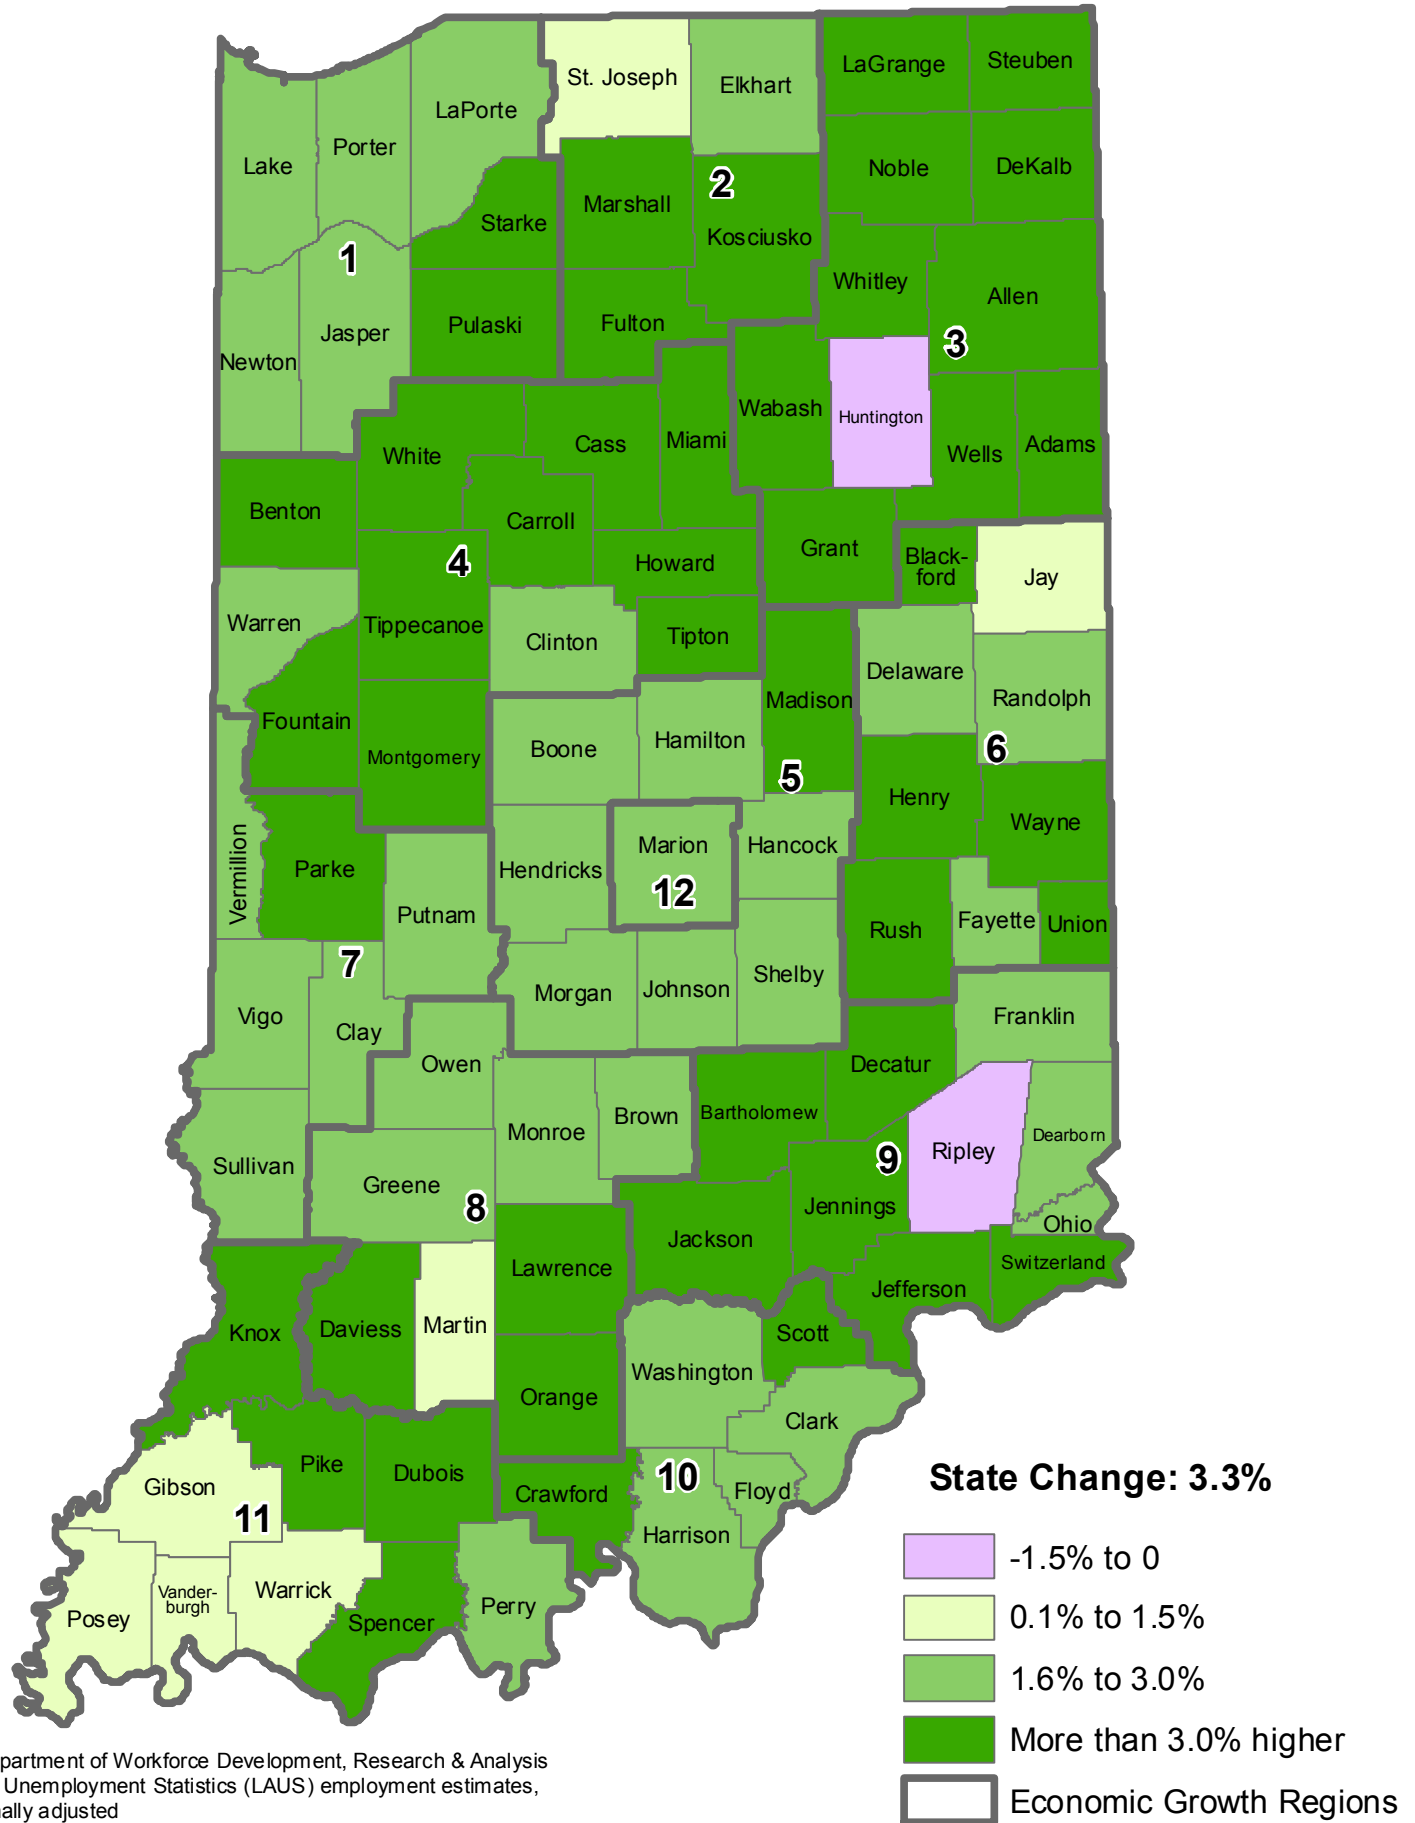 St. Joseph
Elkhart
LaGrange
Steuben
LaPorte
Porter
Lake
Noble
DeKalb
Marshall
2
Starke
Kosciusko
1
Whitley
Allen
Jasper
Pulaski
Fulton
3
Newton
Wabash
Huntington
White
Cass
Miami
Wells
Adams
Benton
Carroll
4
Howard
Grant
Black-
ford
Jay
Warren
Tippecanoe
Clinton
Tipton
Delaware
Randolph
Madison
Fountain
Montgomery
Boone
Hamilton
5
6
Henry
Wayne
Vermillion
Parke
Hendricks
Marion
12
Hancock
Putnam
Rush
Fayette
Union
7
Morgan
Johnson
Shelby
Vigo
Clay
Franklin
Owen
Decatur
Monroe
Brown
Bartholomew
Ripley
Dearborn
Sullivan
Greene
8
9
Jennings
Ohio
Jackson
Lawrence
Switzerland
Jefferson
Knox
Daviess
Martin
Scott
Washington
Orange
Clark
Pike
Dubois
Gibson
11
Crawford
10
Floyd
Harrison
Posey
Vander-
burgh
Warrick
Spencer
Perry
State Change: 3.3%
-1.5% to 0
0.1% to 1.5%
1.6% to 3.0%
More than 3.0% higher
Economic Growth Regions
partment of Workforce Development, Research & Analysis
Unemployment Statistics (LAUS) employment estimates,
ally adjusted